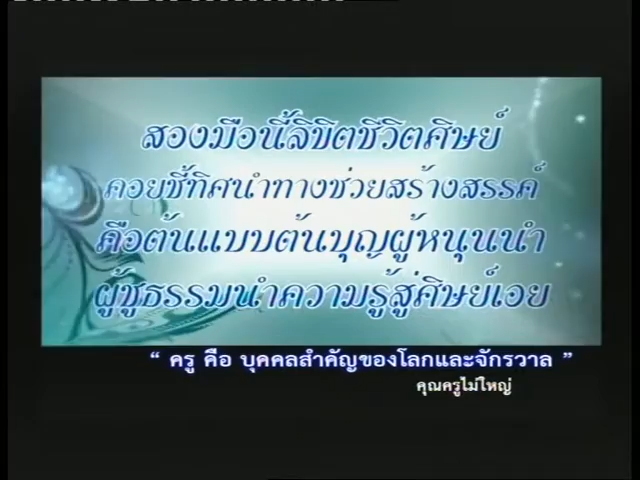 สองมือนี้ลิขิตชีวิตศิษย์
คอยชี้ทิศนำทางช่วยสร้างสรรค์
คือต้นแบบต้นบุญผู้หนุนนำ
ผู้ชูธรรมนำความรู้สู่ศิษย์เอย
“ ครู คือ บุคคลสำคัญของโลกและจักรวาล ”
คุณครูไม่ใหญ่